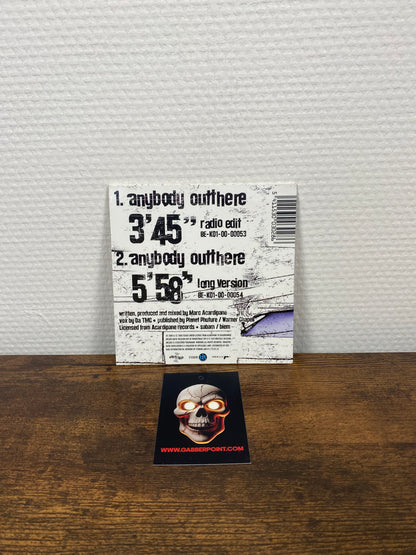 1. anybody outthere
3'45" radio edit
BE-K01-00-00053
2. anybody outthere
5'58" long version
BE-K01-00-00054
written, produced and mixed by Marc Acardipane
vox by Da TMC • published by Planet Phuture / Warner Chappell
Licensed from Acardipane records • sabam / biem
WWW.GABBERPOINT.COM